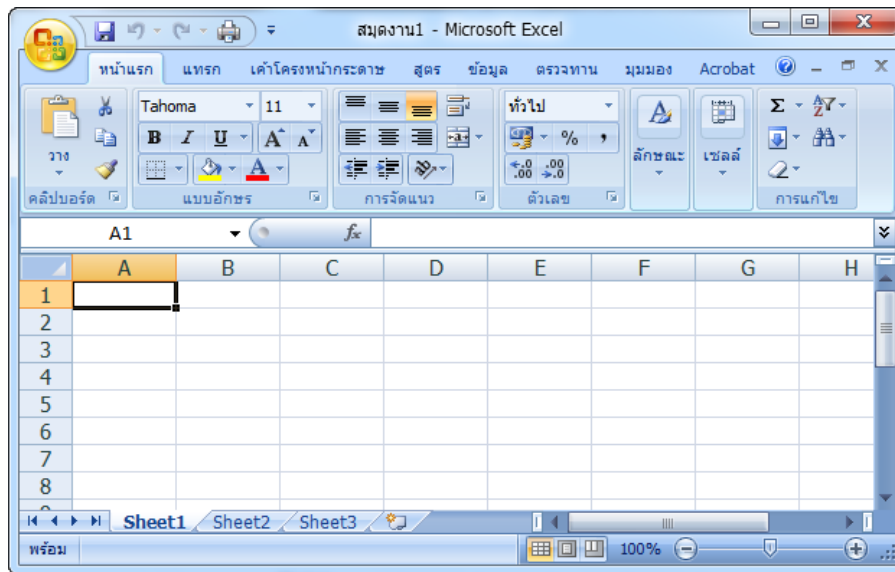 สมุดงาน1 - Microsoft Excel
หน้าแรก แทรก เค้าโครงหน้ากระดาษ สูตร ข้อมูล ตรวจทาน มุมมอง Acrobat
Tahoma 11 ทั่วไป Σ A Z
วาง B I U A A % , ลักษณะ เซลล์
A .0 .00 .00 .0
คลิปบอร์ด แบบอักษร การจัดแนว ตัวเลข การแก้ไข
A1 fx
A B C D E F G H
1
2
3
4
5
6
7
8
Sheet1 Sheet2 Sheet3
พร้อม 100%